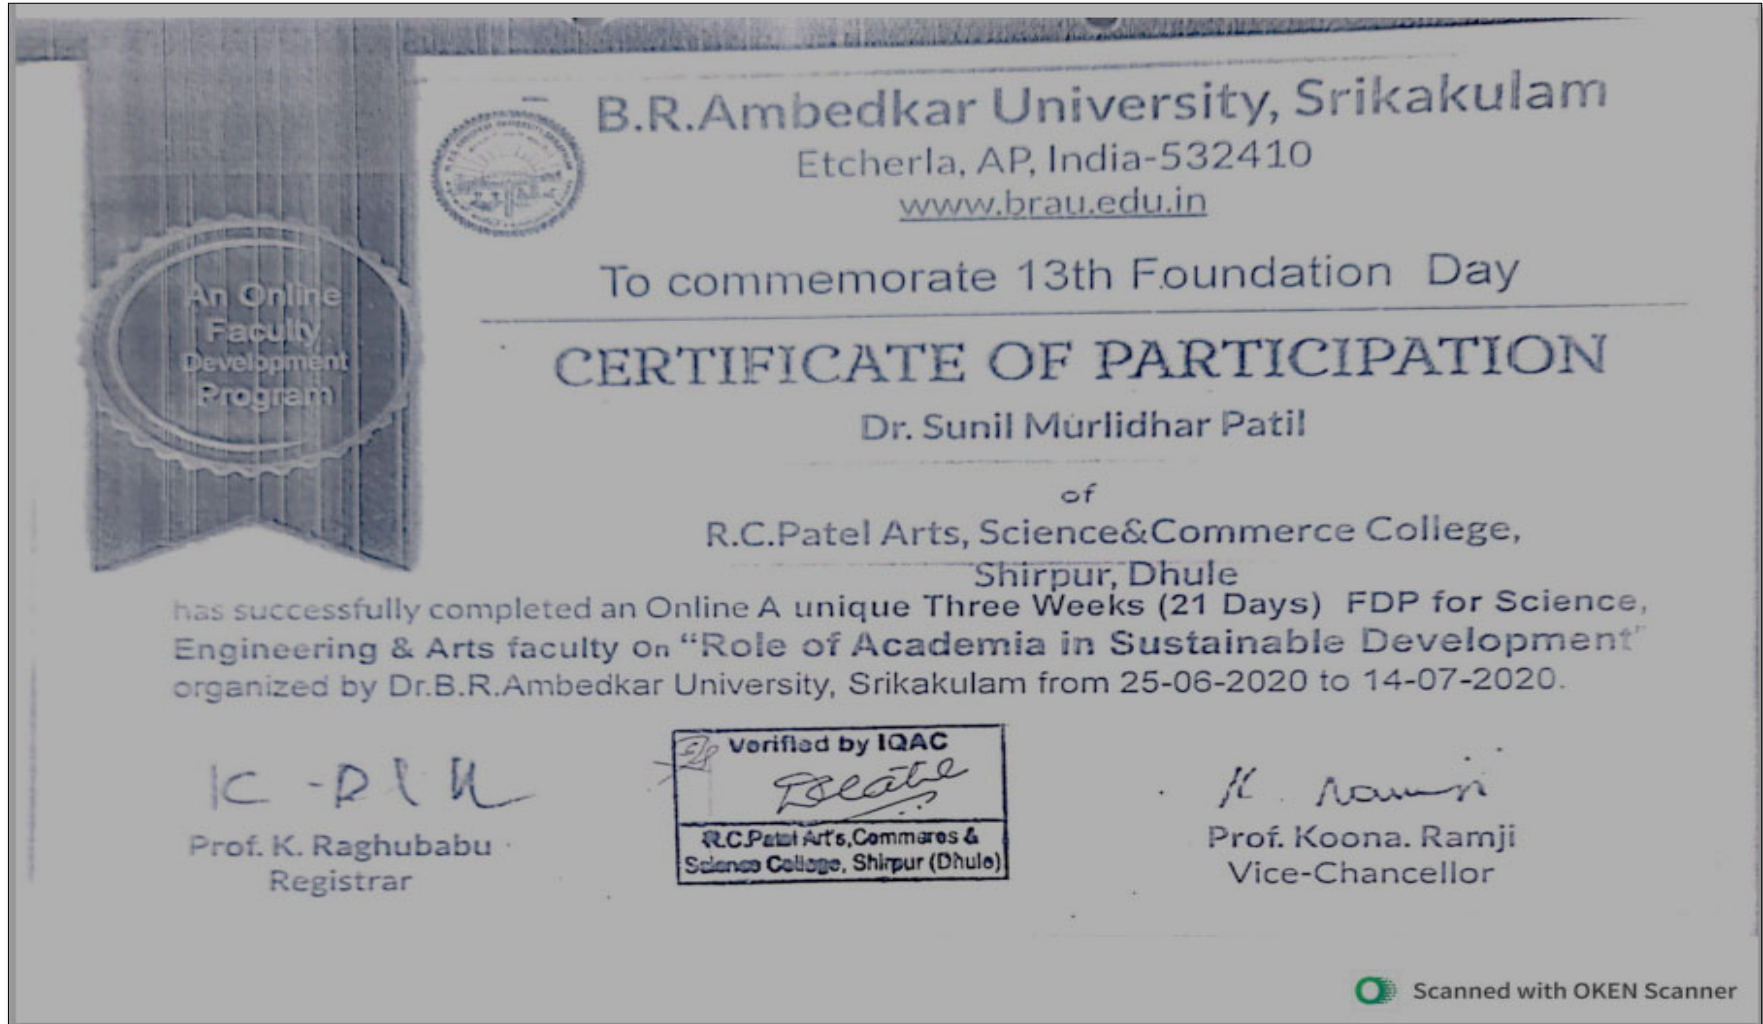 B.R.Ambedkar University, Srikakulam
Etcherla, AP, India-532410
www.brau.edu.in
To commemorate 13th Foundation Day
An Online
Faculty
Development
Program
CERTIFICATE OF PARTICIPATION
Dr. Sunil Murlidhar Patil
of
R.C.Patel Arts, Science&Commerce College,
Shirpur, Dhule
has successfully completed an Online A unique Three Weeks (21 Days) FDP for Science,
Engineering & Arts faculty on “Role of Academia in Sustainable Development”
organized by Dr.B.R.Ambedkar University, Srikakulam from 25-06-2020 to 14-07-2020.
Verified by IQAC
R.C.Patel Art's,Commares &
Science College, Shirpur (Dhule)
Prof. K. Raghubabu
Registrar
K. Ramji
Prof. Koona. Ramji
Vice-Chancellor
Scanned with OKEN Scanner